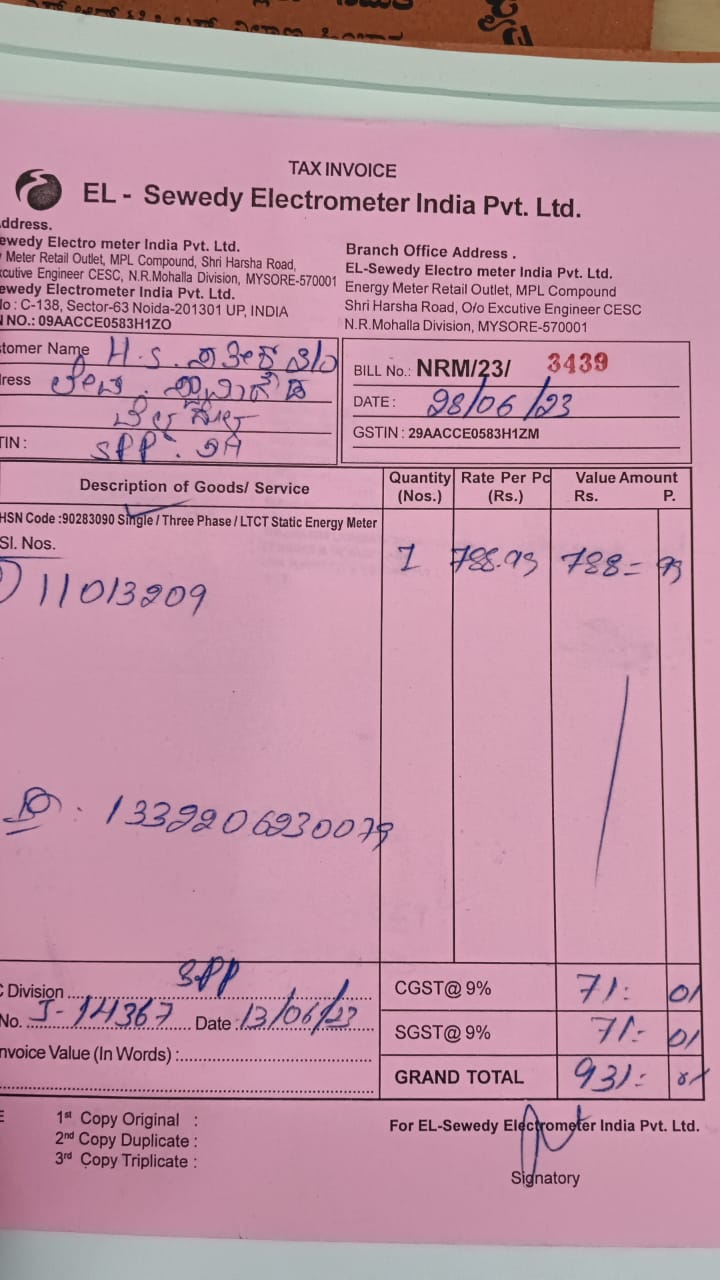 TAX INVOICE
EL - Sewedy Electrometer India Pvt. Ltd.
ddress.
ewedy Electro meter India Pvt. Ltd.
Meter Retail Outlet, MPL Compound, Shri Harsha Road,
cutive Engineer CESC, N.R.Mohalla Division, MYSORE-570001
ewedy Electrometer India Pvt. Ltd.
lo : C-138, Sector-63 Noida-201301 UP, INDIA
NO.: 09AACCE0583H1ZO
Branch Office Address .
EL-Sewedy Electro meter India Pvt. Ltd.
Energy Meter Retail Outlet, MPL Compound
Shri Harsha Road, O/o Excutive Engineer CESC
N.R.Mohalla Division, MYSORE-570001
tomer Name H.S.
ress
TIN : SPP.
BILL No.: NRM/23/ 3439
DATE : 28/06/23
GSTIN : 29AACCE0583H1ZM
Description of Goods/ Service Quantity (Nos.) Rate Per Pc (Rs.) Value Amount Rs. P.
HSN Code :90283090 Single / Three Phase / LTCT Static Energy Meter
Sl. Nos. 1 788.93 788= 93
1) 11013209
: 1332206230079
Division SPP
No. J-14367 Date : 13/06/23
nvoice Value (In Words) :
CGST@ 9% 71: 01
SGST@ 9% 71: 01
GRAND TOTAL 931:
1st Copy Original :
2nd Copy Duplicate :
3rd Copy Triplicate :
For EL-Sewedy Electrometer India Pvt. Ltd.
Signatory